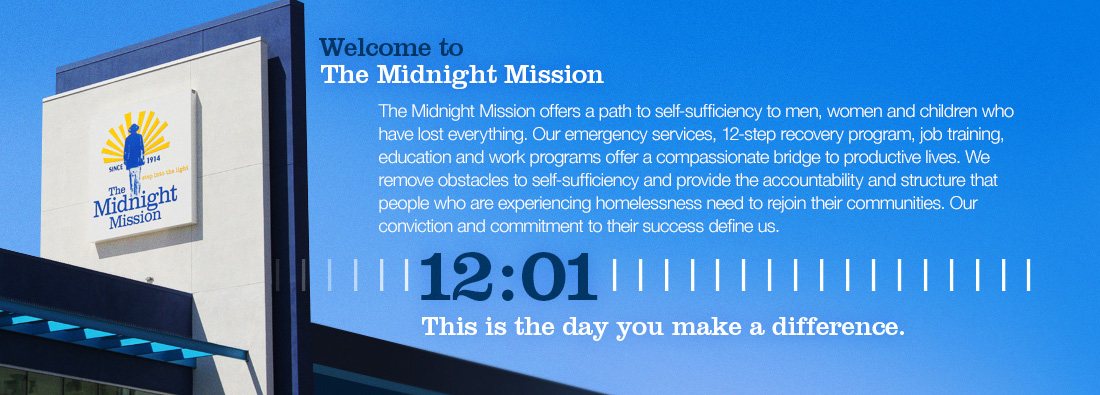 Welcome to
The Midnight Mission
The Midnight Mission offers a path to self-sufficiency to men, women and children who
have lost everything. Our emergency services, 12-step recovery program, job training,
education and work programs offer a compassionate bridge to productive lives. We
remove obstacles to self-sufficiency and provide the accountability and structure that
people who are experiencing homelessness need to rejoin their communities. Our
conviction and commitment to their success define us.
12:01
This is the day you make a difference.
SINCE 1914
step into the light
The
Midnight
Mission